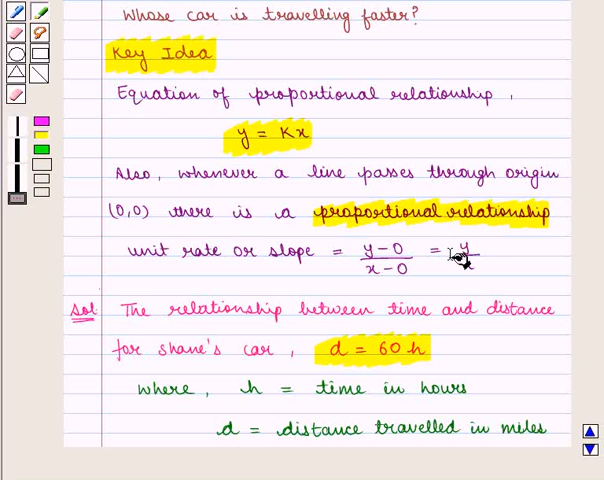 Whose car is travelling faster?
Key Idea
Equation of proportional relationship,
y = Kx
Also, whenever a line passes through origin
(0,0) there is a proportional relationship
unit rate or slope = y-0/x-0 = y/x
Sol The relationship between time and distance
for shane's car, d = 60 h
where, h = time in hours
d = distance travelled in miles